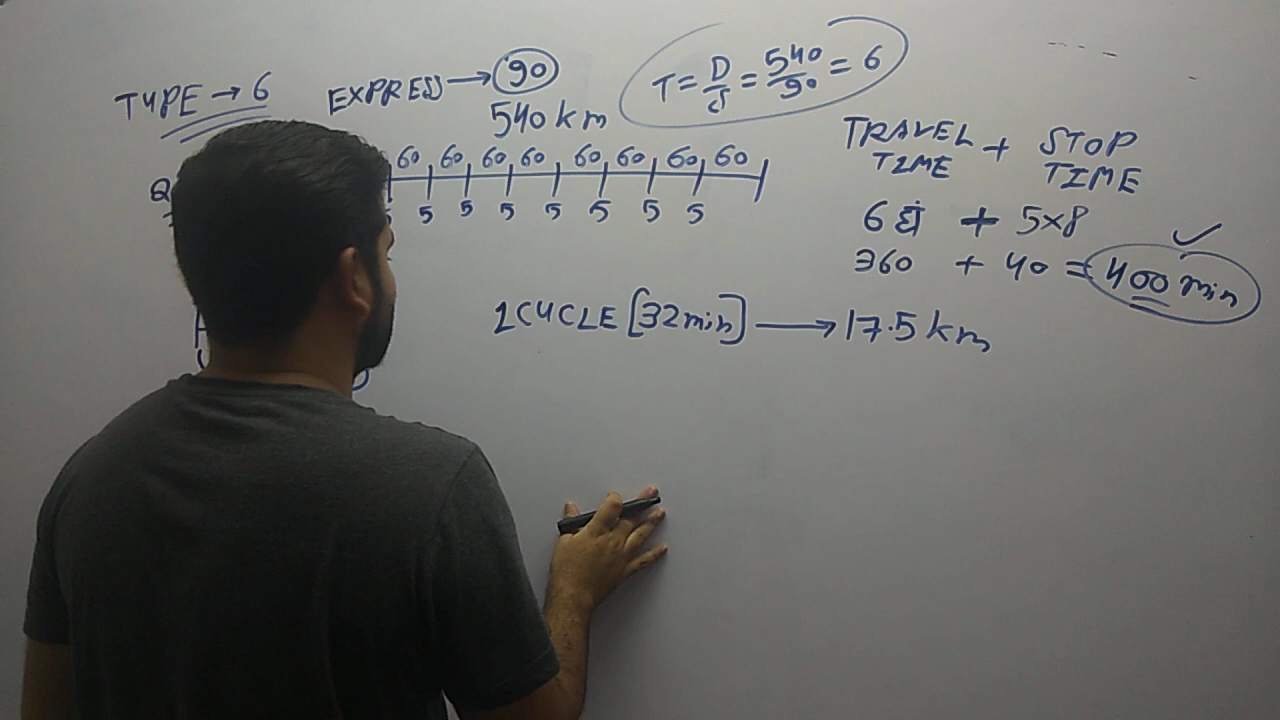 TYPE → 6
EXPRESS → 90
T = D/S = 540/90 = 6
540 km
TRAVEL TIME + STOP TIME
60 60 60 60 60 60 60 60
5 5 5 5 5 5 5
6 घं + 5×8
360 + 40 = 400 min ✓
1 CYCLE [32 min] → 17.5 km